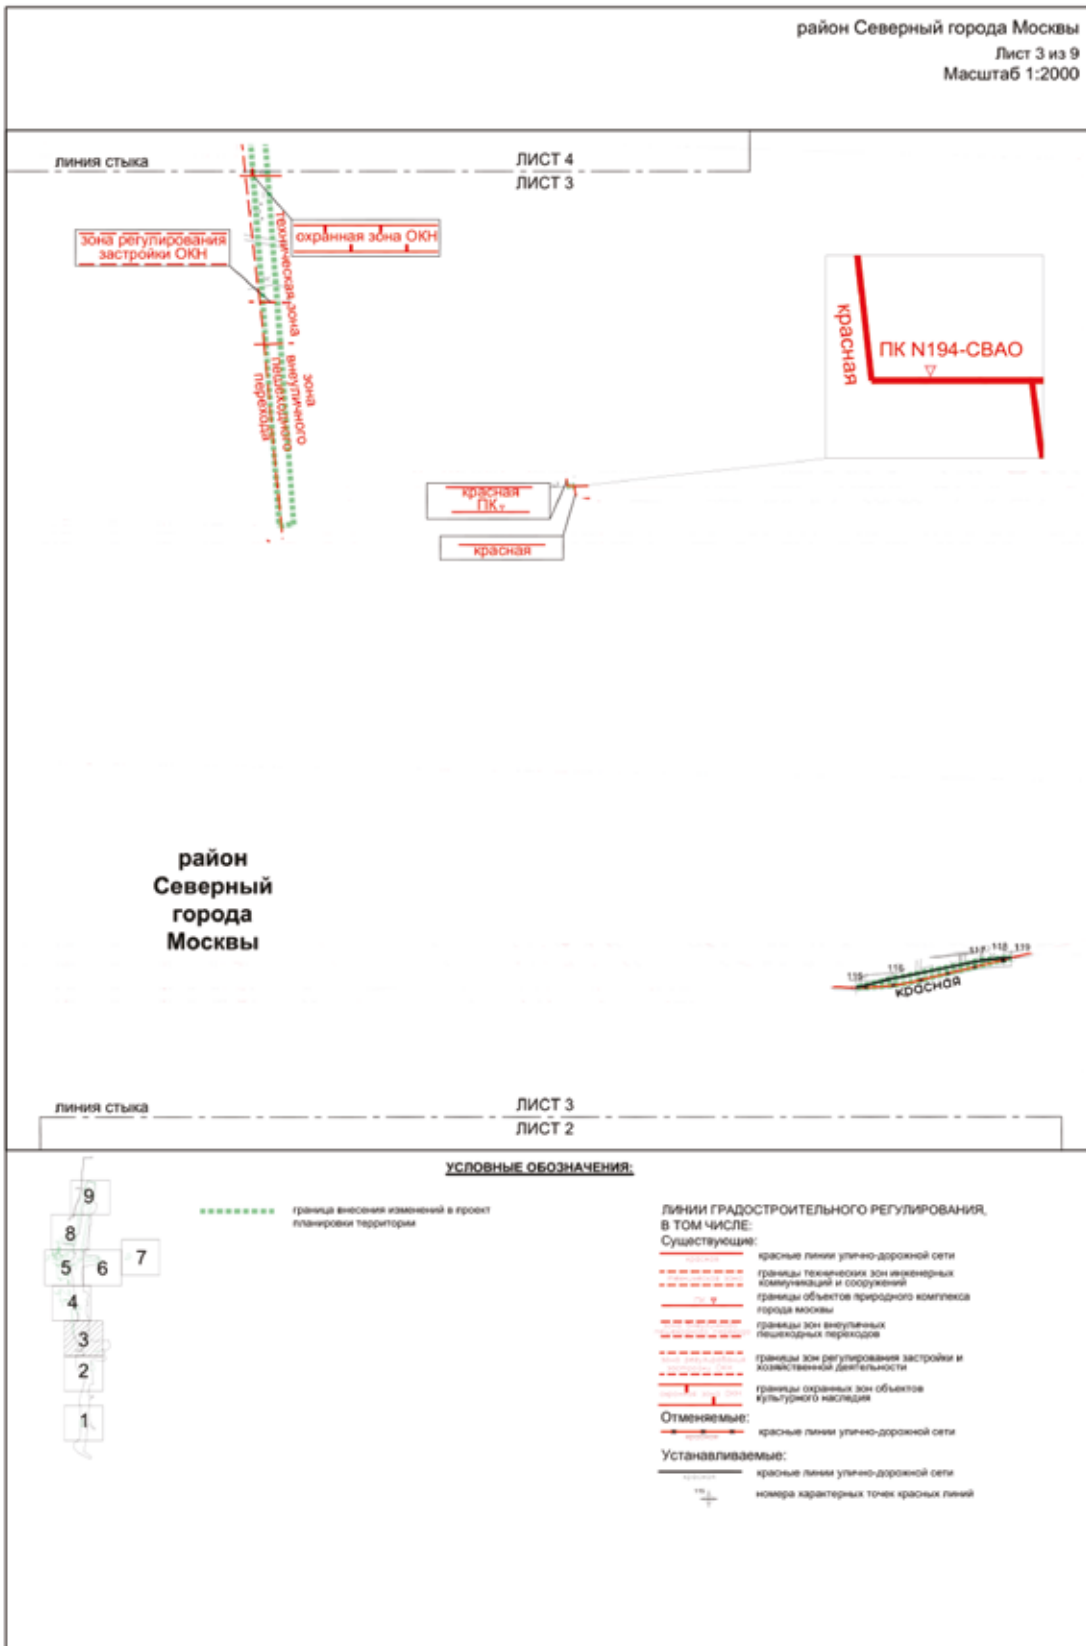 район Северный города Москвы
Лист 3 из 9
Масштаб 1:2000
линия стыка
ЛИСТ 4
ЛИСТ 3
зона регулирования
застройки ОКН
охранная зона ОКН
техническая зона
зона
внеуличного
пешеходного
перехода
красная
ПК N194-СВАО
красная
ПК
красная
район
Северный
города
Москвы
115
116
117
118
119
красная
линия стыка
ЛИСТ 3
ЛИСТ 2
УСЛОВНЫЕ ОБОЗНАЧЕНИЯ:
9
8
7
5
6
4
3
2
1
граница внесения изменений в проект
планировки территории
ЛИНИИ ГРАДОСТРОИТЕЛЬНОГО РЕГУЛИРОВАНИЯ,
В ТОМ ЧИСЛЕ:
Существующие:
красные линии улично-дорожной сети
границы технических зон инженерных
коммуникаций и сооружений
границы объектов природного комплекса
города москвы
границы зон внеуличных
пешеходных переходов
границы зон регулирования застройки и
хозяйственной деятельности
границы охранных зон объектов
культурного наследия
Отменяемые:
красные линии улично-дорожной сети
Устанавливаемые:
красные линии улично-дорожной сети
номера характерных точек красных линий